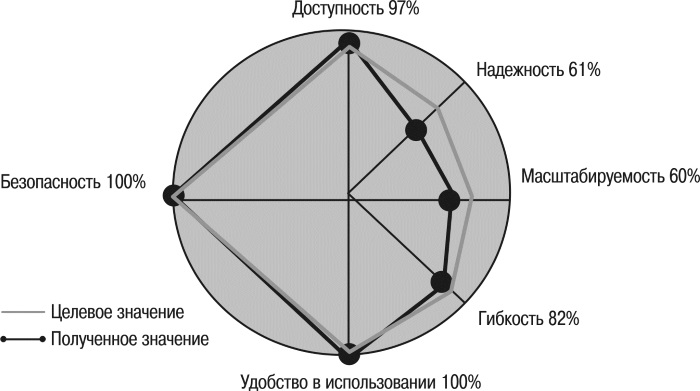 Доступность 97%
Надежность 61%
Масштабируемость 60%
Безопасность 100%
Гибкость 82%
Целевое значение
Полученное значение
Удобство в использовании 100%